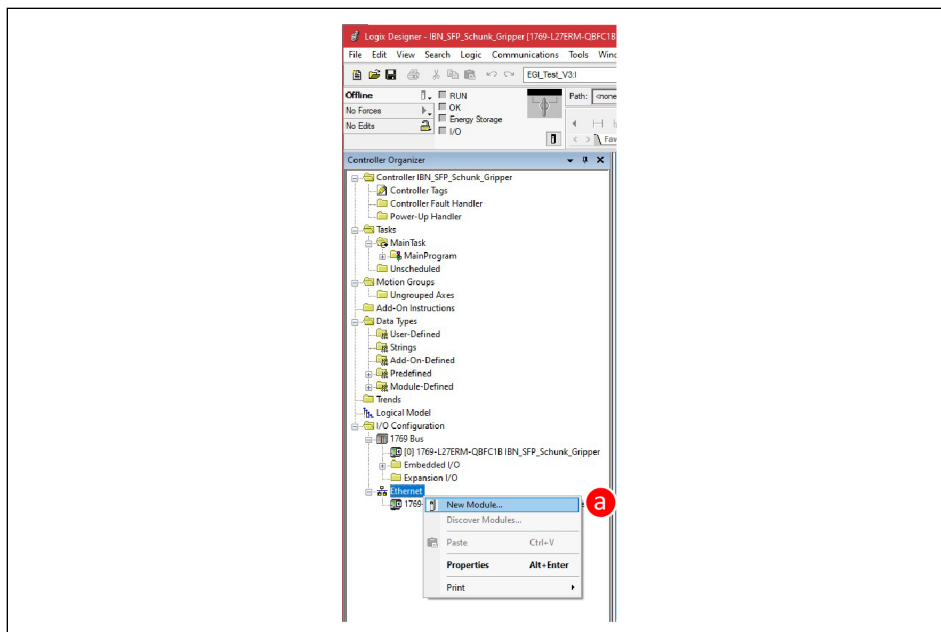 Logix Designer - IBN_SFP_Schunk_Gripper [1769-L27ERM-QBFC1B
File Edit View Search Logic Communications Tools Wind
EGI_Test_V3:I
Offline
RUN
Path: <none
No Forces
OK
Energy Storage
No Edits
I/O
Fav
Controller Organizer
Controller IBN_SFP_Schunk_Gripper
Controller Tags
Controller Fault Handler
Power-Up Handler
Tasks
MainTask
MainProgram
Unscheduled
Motion Groups
Ungrouped Axes
Add-On Instructions
Data Types
User-Defined
Strings
Add-On-Defined
Predefined
Module-Defined
Trends
Logical Model
I/O Configuration
1769 Bus
[0] 1769-L27ERM-QBFC1B IBN_SFP_Schunk_Gripper
Embedded I/O
Expansion I/O
Ethernet
1769-
New Module...
a
Discover Modules...
Paste Ctrl+V
Properties Alt+Enter
Print